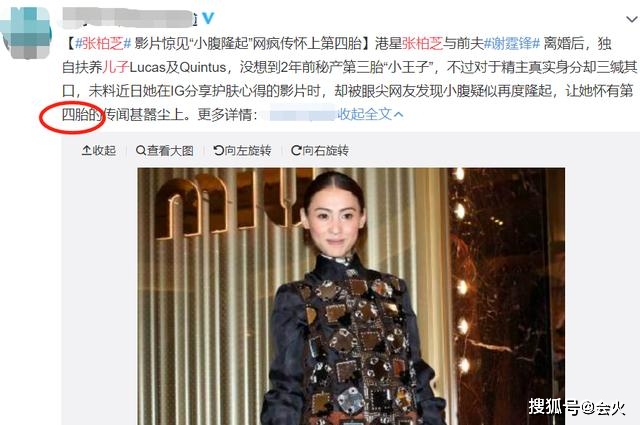 【#张柏芝 影片惊见“小腹隆起”网疯传怀上第四胎】港星张柏芝与前夫#谢霆锋# 离婚后，独
自扶养儿子Lucas及Quintus，没想到2年前秘产第三胎“小王子”，不过对于精主真实身分却三缄其
口，未料近日她在IG分享护肤心得的影片时，却被眼尖网友发现小腹疑似再度隆起，让她怀有第
四胎的传闻甚嚣尘上。更多详情：
收起全文
收起 查看大图 向左旋转 向右旋转
miu
搜狐号@会火